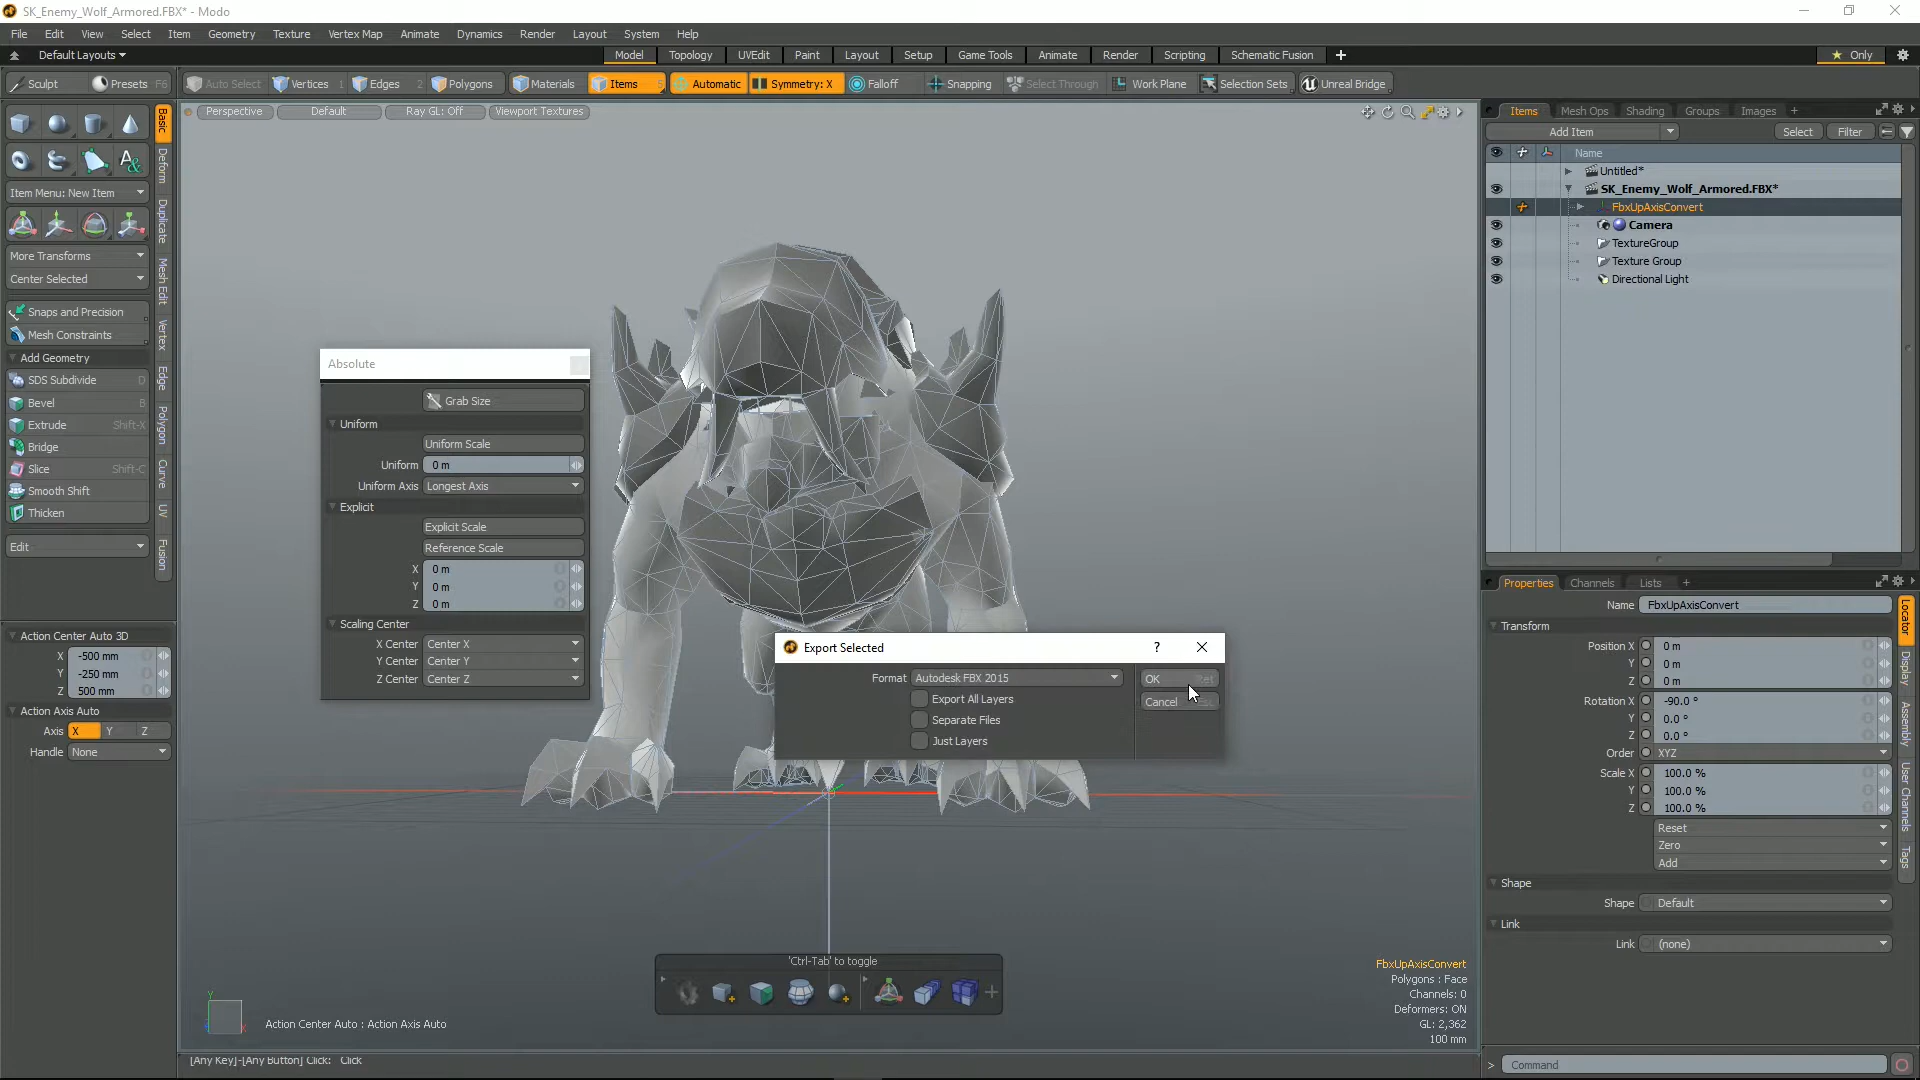 SK_Enemy_Wolf_Armored.FBX* - Modo
File Edit View Select Item Geometry Texture Vertex Map Animate Dynamics Render Layout System Help
Default Layouts
Model Topology UVEdit Paint Layout Setup Game Tools Animate Render Scripting Schematic Fusion
Only
Sculpt Presets F6 Auto Select Vertices 1 Edges 2 Polygons Materials Items 5 Automatic Symmetry: X Falloff Snapping Select Through Work Plane Selection Sets Unreal Bridge
Perspective Default Ray GL: Off Viewport Textures
Basic
Deform
Duplicate
Mesh Edit
Vertex
Edge
Polygon
Curve
UV
Fusion
Item Menu: New Item
More Transforms
Center Selected
Snaps and Precision
Mesh Constraints
Add Geometry
SDS Subdivide D
Bevel B
Extrude Shift-X
Bridge
Slice Shift-C
Smooth Shift
Thicken
Edit
Action Center Auto 3D
X -500 mm
Y -250 mm
Z 500 mm
Action Axis Auto
Axis X Y Z
Handle None
Absolute
Grab Size
Uniform
Uniform Scale
Uniform 0 m
Uniform Axis Longest Axis
Explicit
Explicit Scale
Reference Scale
X 0 m
Y 0 m
Z 0 m
Scaling Center
X Center Center X
Y Center Center Y
Z Center Center Z
Export Selected ?
Format Autodesk FBX 2015
Export All Layers
Separate Files
Just Layers
OK
Cancel
'Ctrl-Tab' to toggle
FbxUpAxisConvert
Polygons : Face
Channels: 0
Deformers: ON
GL: 2,362
100 mm
Y
X
Action Center Auto : Action Axis Auto
[Any Key]-[Any Button] Click: Click
Items Mesh Ops Shading Groups Images +
Add Item Select Filter
Name
Untitled*
SK_Enemy_Wolf_Armored.FBX*
FbxUpAxisConvert
Camera
TextureGroup
Texture Group
Directional Light
Properties Channels Lists +
Name FbxUpAxisConvert
Transform
Position X 0 m
Y 0 m
Z 0 m
Rotation X -90.0 °
Y 0.0 °
Z 0.0 °
Order XYZ
Scale X 100.0 %
Y 100.0 %
Z 100.0 %
Reset
Zero
Add
Shape
Shape Default
Link
Link (none)
Locator
Display
Assembly
User Channels
Tags
> Command